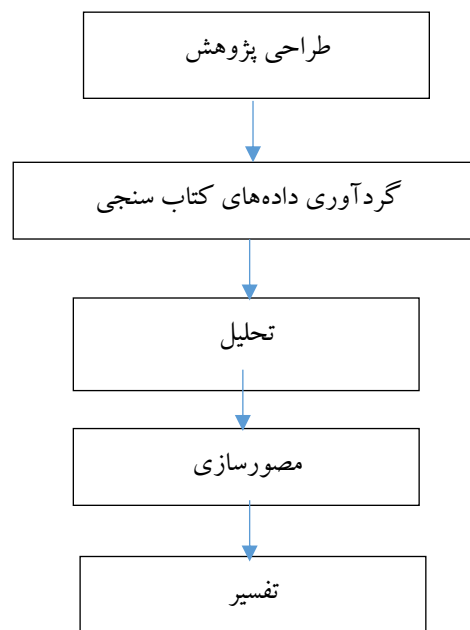 طراحی پژوهش
گردآوری داده‌های کتاب سنجی
تحلیل
مصورسازی
تفسیر